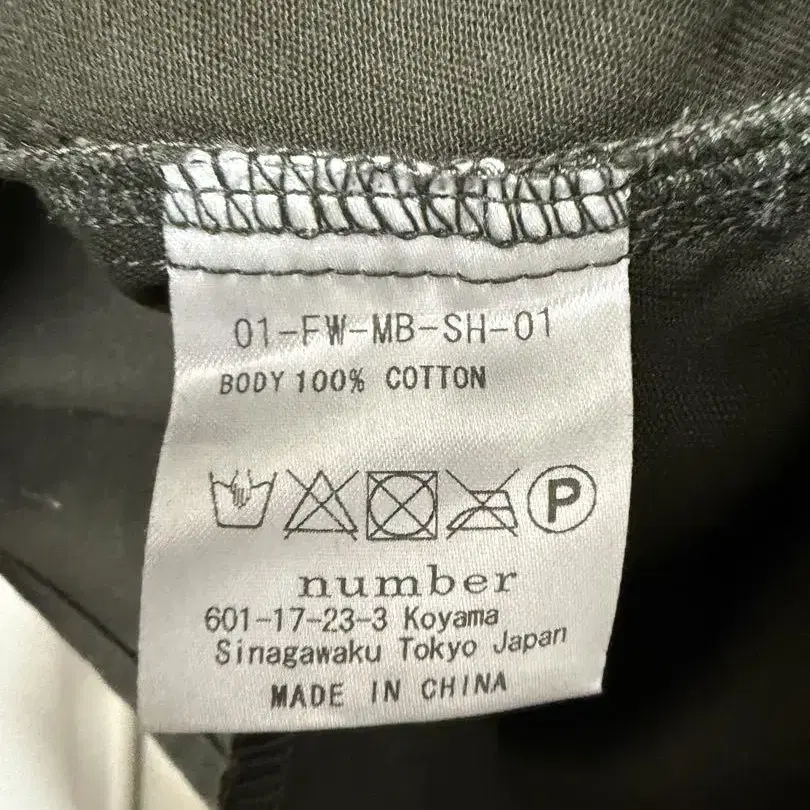 01-FW-MB-SH-01
BODY 100% COTTON
P
number
601-17-23-3 Koyama
Sinagawaku Tokyo Japan
MADE IN CHINA